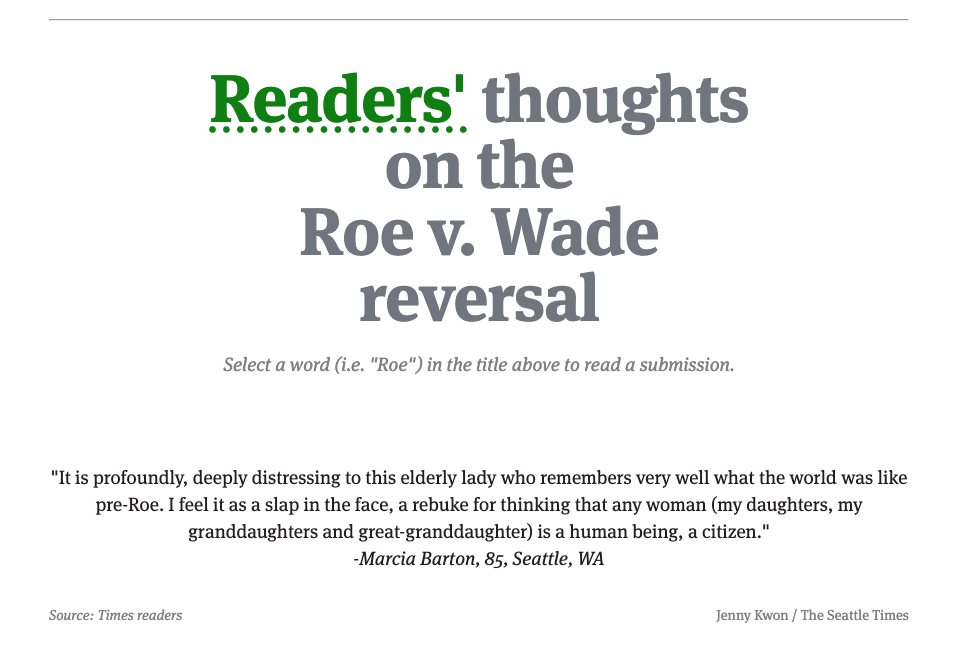 Readers' thoughts
on the
Roe v. Wade
reversal
Select a word (i.e. "Roe") in the title above to read a submission.
"It is profoundly, deeply distressing to this elderly lady who remembers very well what the world was like
pre-Roe. I feel it as a slap in the face, a rebuke for thinking that any woman (my daughters, my
granddaughters and great-granddaughter) is a human being, a citizen."
-Marcia Barton, 85, Seattle, WA
Source: Times readers
Jenny Kwon / The Seattle Times